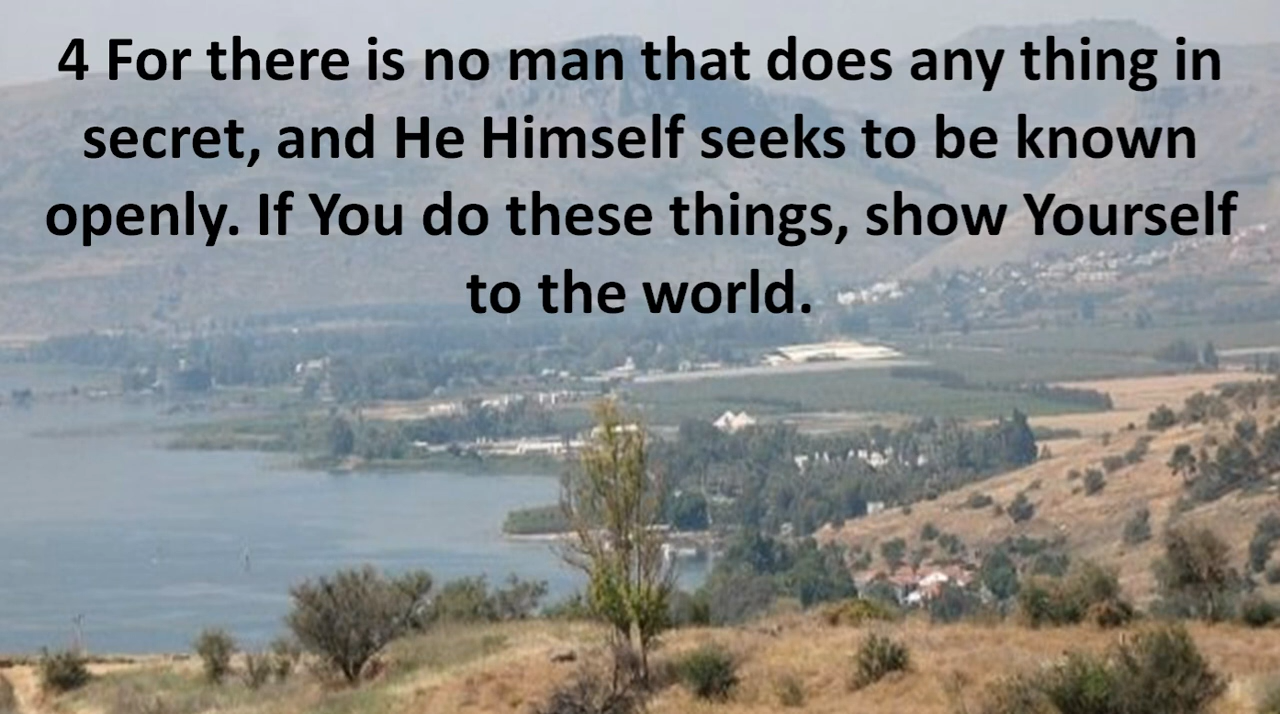 4 For there is no man that does any thing in
secret, and He Himself seeks to be known
openly. If You do these things, show Yourself
to the world.